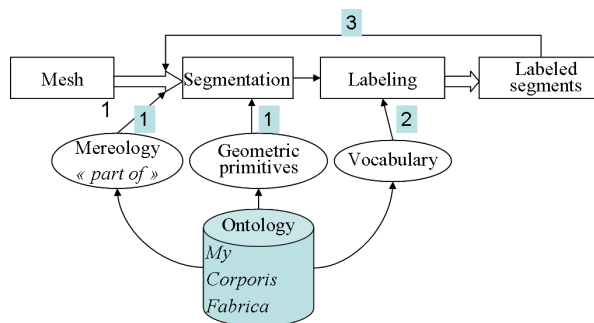 3
Mesh
Segmentation
Labeling
Labeled
segments
1
1
1
2
Mereology
« part of »
Geometric
primitives
Vocabulary
Ontology
My
Corporis
Fabrica